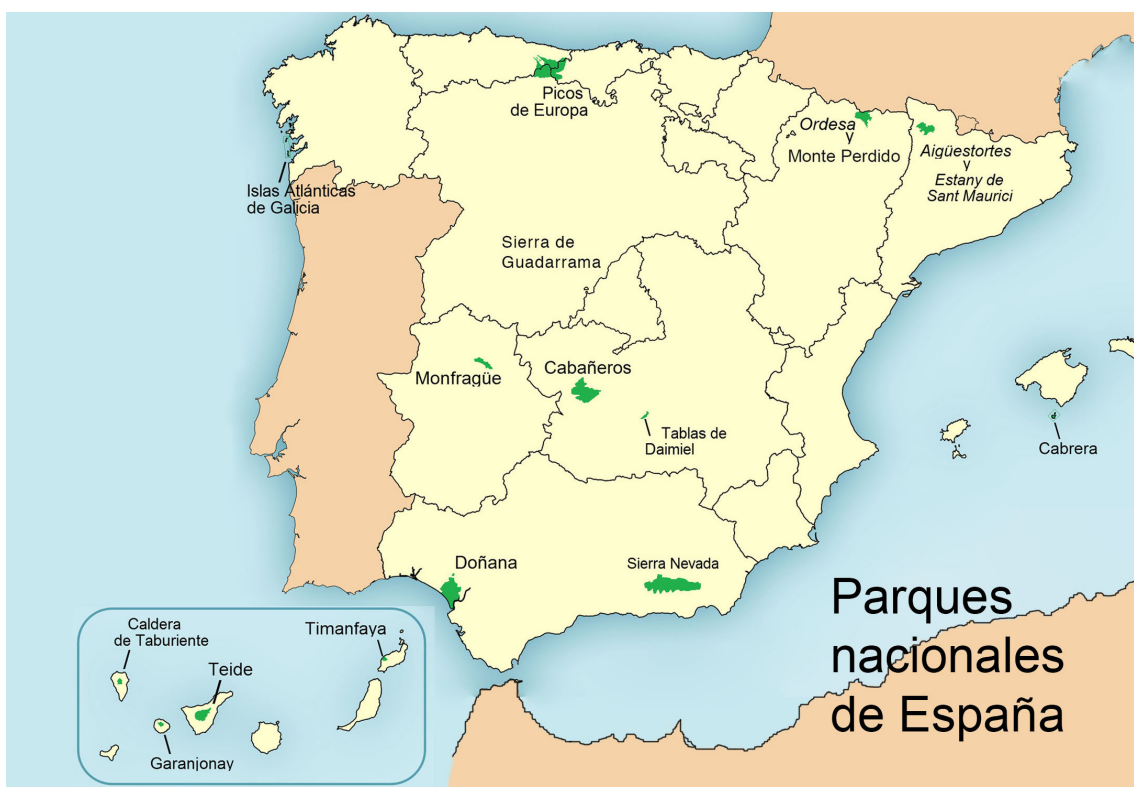 Picos
de Europa
Ordesa
y
Monte Perdido
Aigüestortes
y
Estany de
Sant Maurici
Islas Atlánticas
de Galicia
Sierra de
Guadarrama
Monfragüe
Cabañeros
Tablas de
Daimiel
Cabrera
Doñana
Sierra Nevada
Parques
nacionales
de España
Caldera
de Taburiente
Timanfaya
Teide
Garanjonay